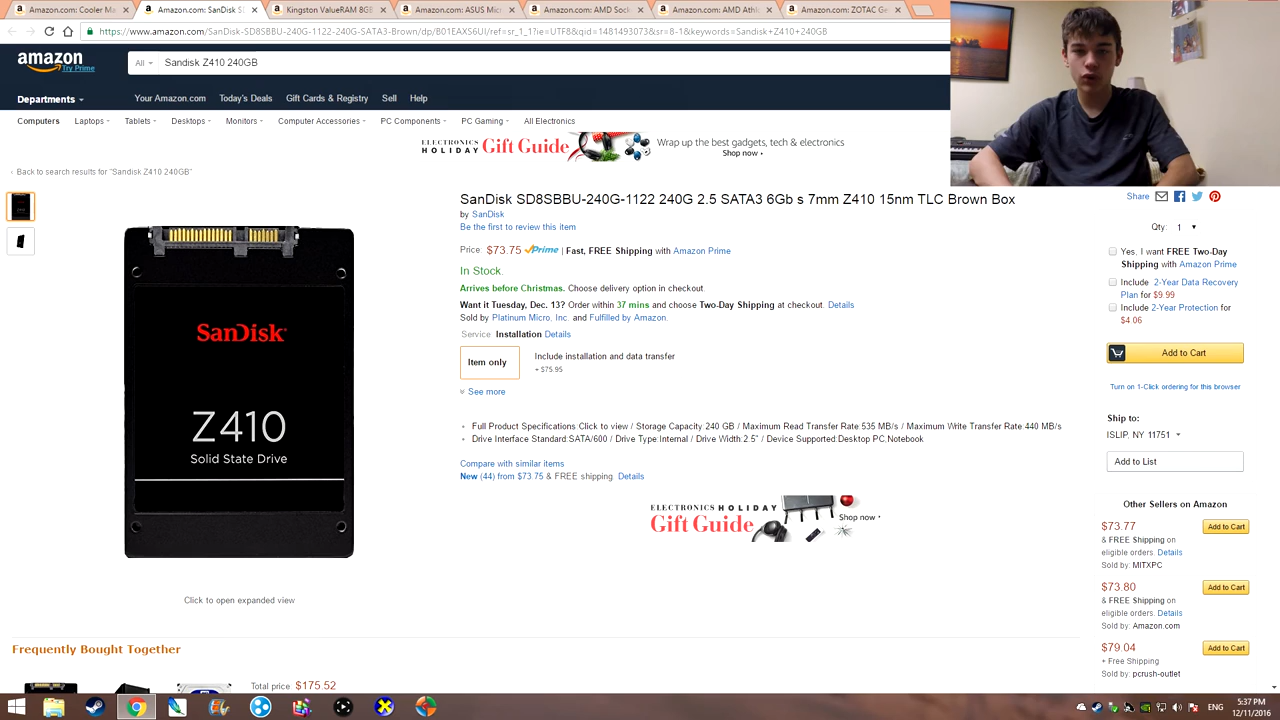 Amazon.com: Cooler Ma
Amazon.com: SanDisk S
Kingston ValueRAM 8GB
Amazon.com: ASUS Micr
Amazon.com: AMD Sock
Amazon.com: AMD Athl
Amazon.com: ZOTAC Ge
https://www.amazon.com/SanDisk-SD8SBBU-240G-1122-240G-SATA3-Brown/dp/B01EAXS6UI/ref=sr_1_1?ie=UTF8&qid=1481493073&sr=8-1&keywords=Sandisk+Z410+240GB
amazon
Try Prime
All
Sandisk Z410 240GB
Departments
Your Amazon.com
Today's Deals
Gift Cards & Registry
Sell
Help
Computers
Laptops
Tablets
Desktops
Monitors
Computer Accessories
PC Components
PC Gaming
All Electronics
ELECTRONICS
HOLIDAY Gift Guide
Wrap up the best gadgets, tech & electronics
Shop now
‹ Back to search results for "Sandisk Z410 240GB"
SanDisk SD8SBBU-240G-1122 240G 2.5 SATA3 6Gb s 7mm Z410 15nm TLC Brown Box
by SanDisk
Be the first to review this item
Price: $73.75 Prime | Fast, FREE Shipping with Amazon Prime
In Stock.
Arrives before Christmas. Choose delivery option in checkout.
Want it Tuesday, Dec. 13? Order within 37 mins and choose Two-Day Shipping at checkout. Details
Sold by Platinum Micro, Inc. and Fulfilled by Amazon.
Service Installation Details
Item only
Include installation and data transfer
+ $75.95
See more
Full Product Specifications:Click to view / Storage Capacity:240 GB / Maximum Read Transfer Rate:535 MB/s / Maximum Write Transfer Rate:440 MB/s
Drive Interface Standard:SATA/600 / Drive Type:Internal / Drive Width:2.5" / Device Supported:Desktop PC,Notebook
Compare with similar items
New (44) from $73.75 & FREE shipping. Details
ELECTRONICS HOLIDAY
Gift Guide
Shop now
SanDisk
Z410
Solid State Drive
Click to open expanded view
Frequently Bought Together
Total price: $175.52
Share
Qty: 1
Yes, I want FREE Two-Day
Shipping with Amazon Prime
Include 2-Year Data Recovery
Plan for $9.99
Include 2-Year Protection for
$4.06
Add to Cart
Turn on 1-Click ordering for this browser
Ship to:
ISLIP, NY 11751
Add to List
Other Sellers on Amazon
$73.77
Add to Cart
& FREE Shipping on
eligible orders. Details
Sold by: MITXPC
$73.80
Add to Cart
& FREE Shipping on
eligible orders. Details
Sold by: Amazon.com
$79.04
Add to Cart
+ Free Shipping
Sold by: pcrush-outlet
ENG
5:37 PM
12/11/2016